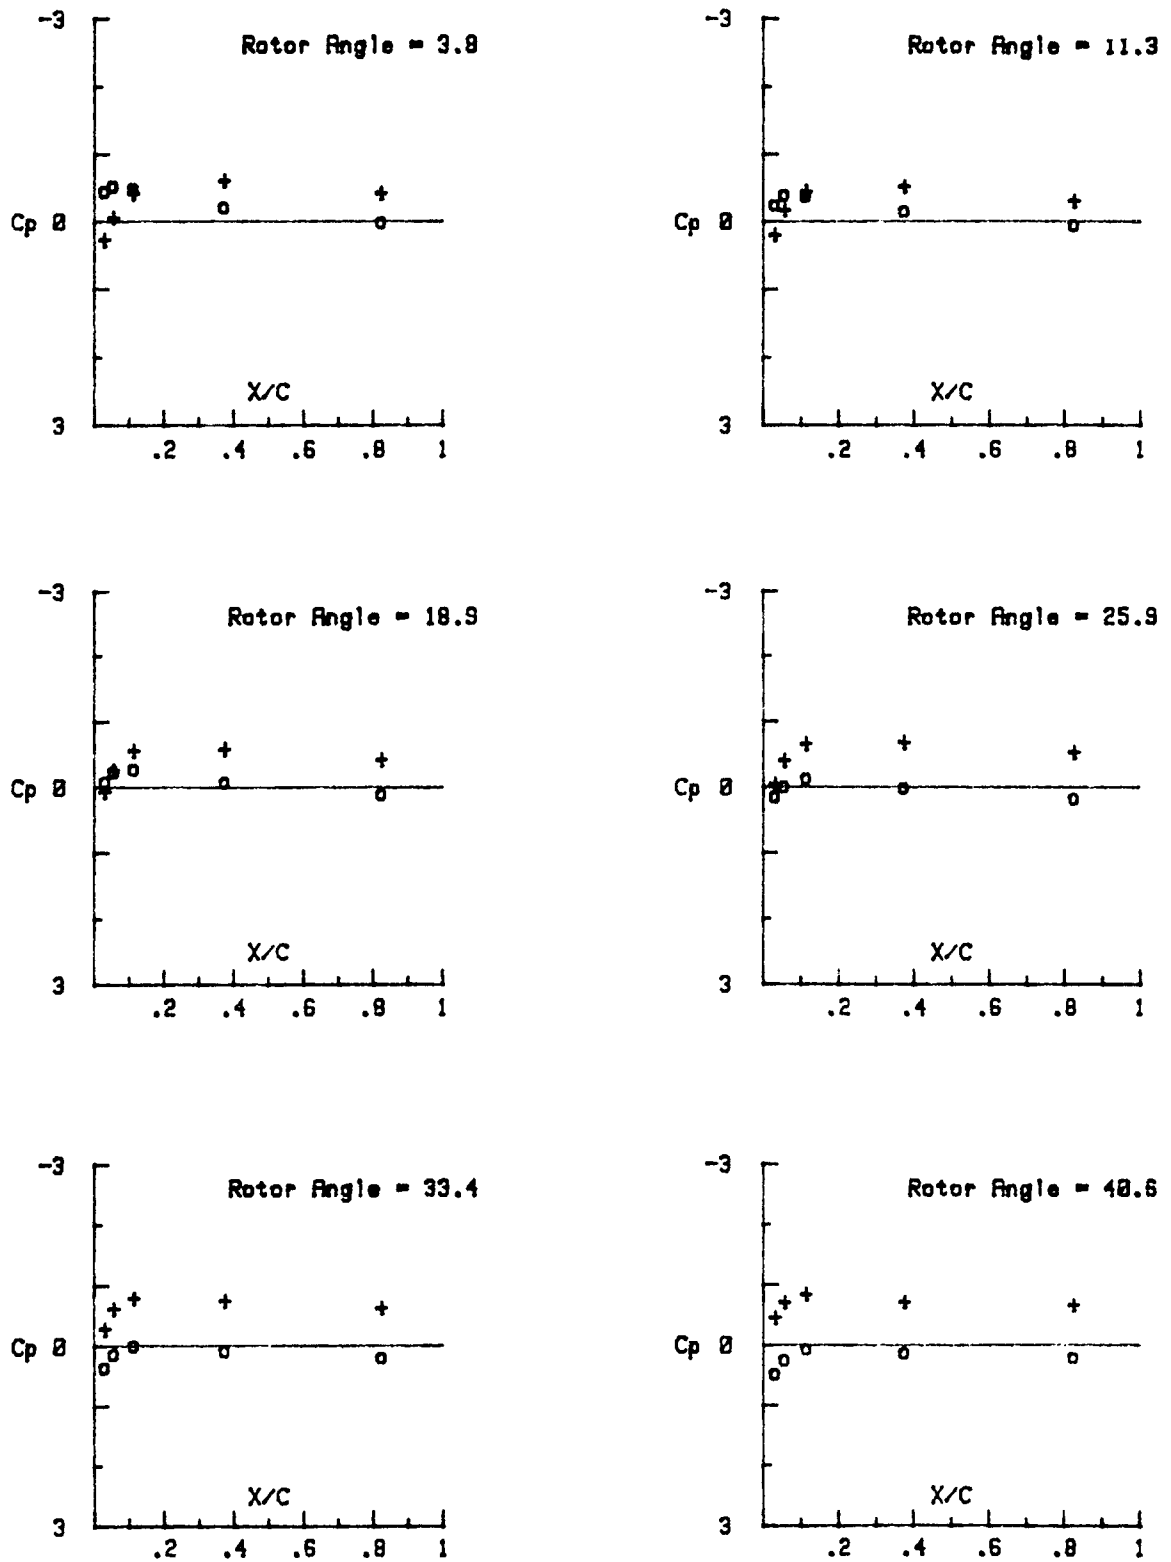 -3
Rotor Angle = 3.8
Cp 0
X/C
3
.2 .4 .6 .8 1
-3
Rotor Angle = 11.3
Cp 0
X/C
3
.2 .4 .6 .8 1
-3
Rotor Angle = 18.9
Cp 0
X/C
3
.2 .4 .6 .8 1
-3
Rotor Angle = 25.9
Cp 0
X/C
3
.2 .4 .6 .8 1
-3
Rotor Angle = 33.4
Cp 0
X/C
3
.2 .4 .6 .8 1
-3
Rotor Angle = 40.6
Cp 0
X/C
3
.2 .4 .6 .8 1